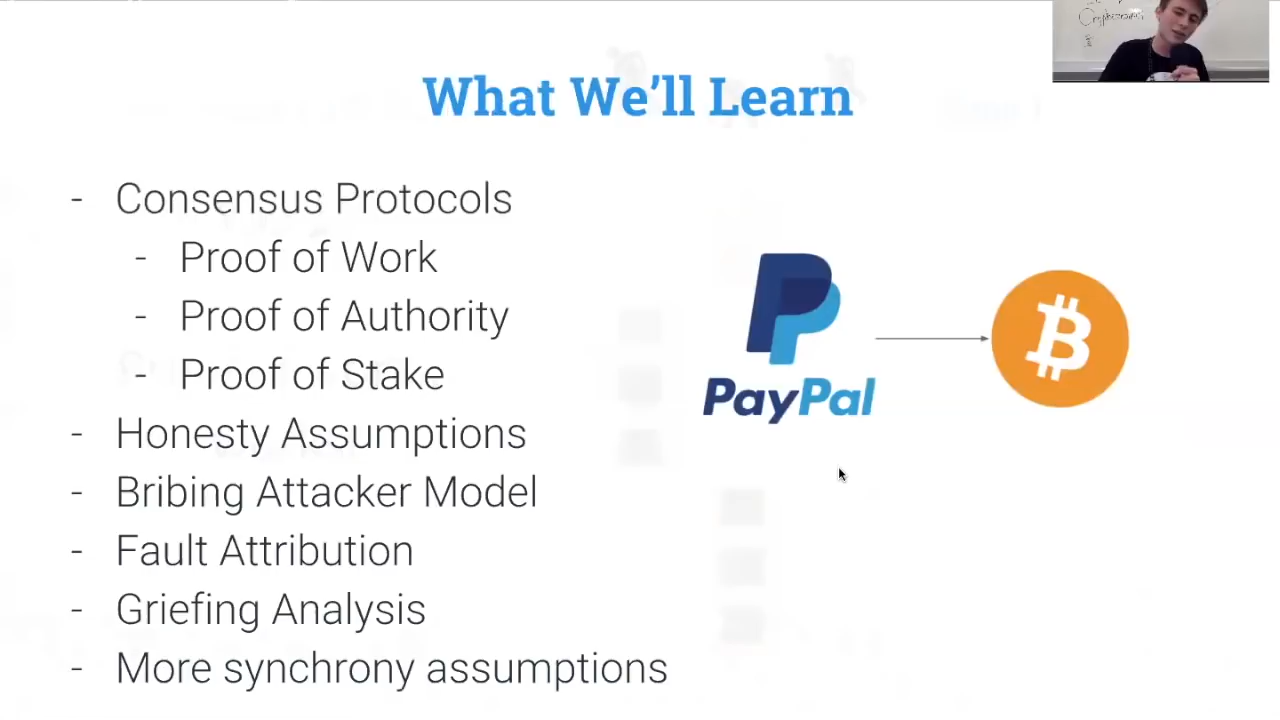 What We'll Learn
- Consensus Protocols
- Proof of Work
- Proof of Authority
- Proof of Stake
- Honesty Assumptions
- Bribing Attacker Model
- Fault Attribution
- Griefing Analysis
- More synchrony assumptions
PayPal